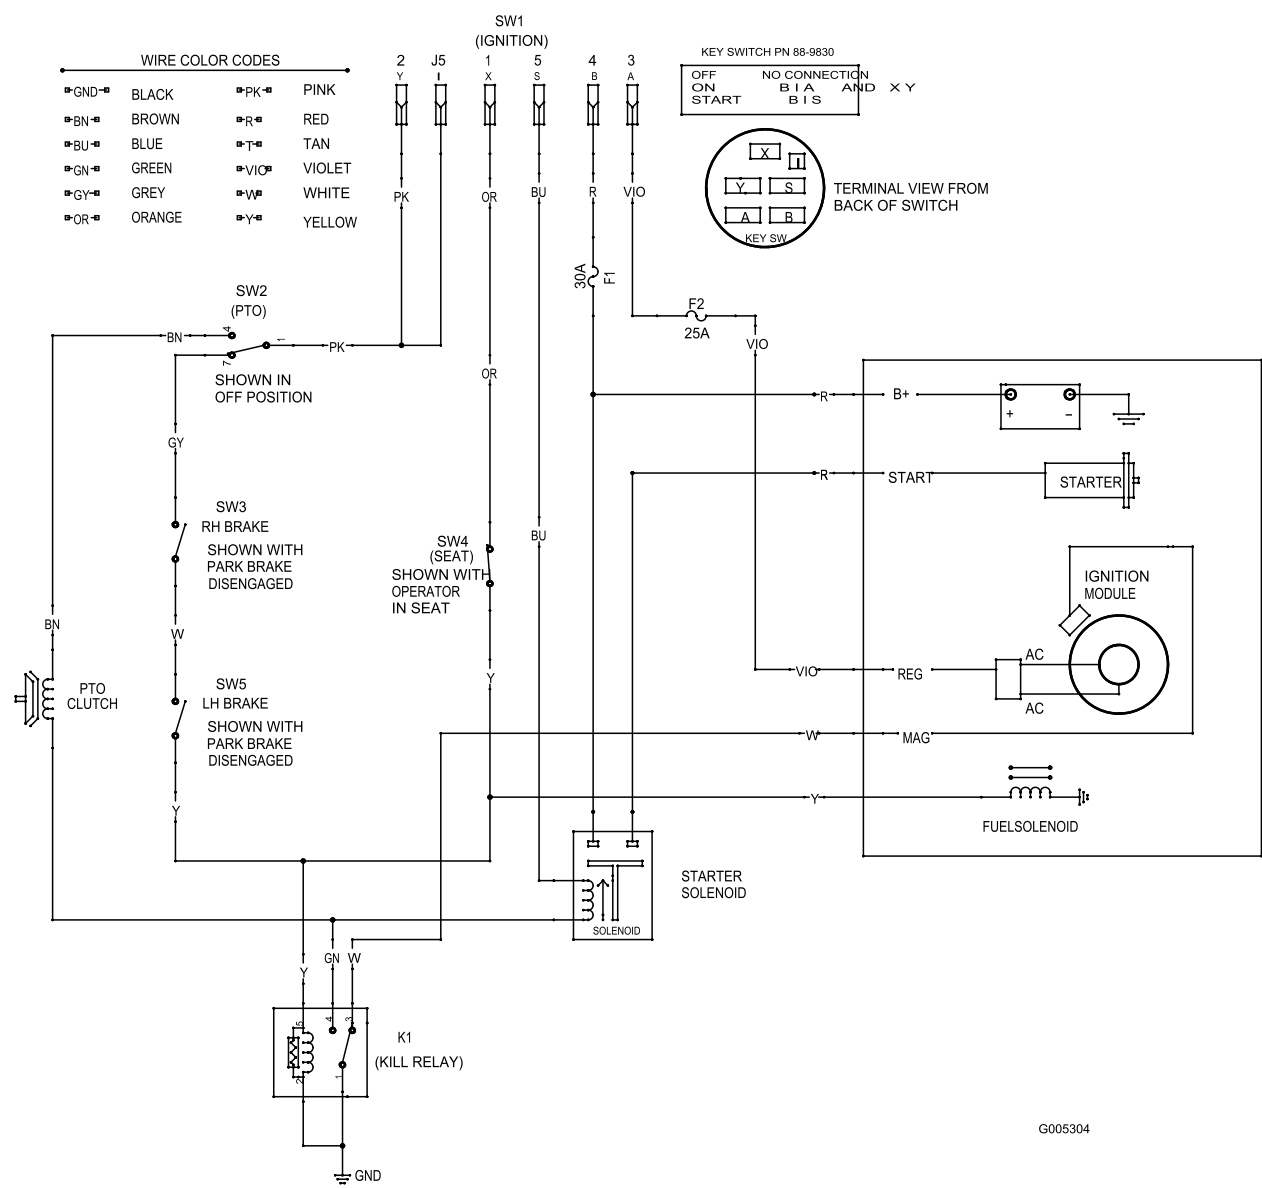 SW1
(IGNITION)
WIRE COLOR CODES
GND BLACK
BN BROWN
BU BLUE
GN GREEN
GY GREY
OR ORANGE
PK PINK
R RED
T TAN
VIO VIOLET
W WHITE
Y YELLOW
2 J5 1 5 4 3
Y I X S B A
KEY SWITCH PN 88-9830
OFF NO CONNECTION
ON B I A AND X Y
START B I S
X I
Y S
A B
KEY SW
TERMINAL VIEW FROM
BACK OF SWITCH
PK OR BU R VIO
30A F1
F2
25A
VIO
SW2
(PTO)
4
1
7
BN
PK
SHOWN IN
OFF POSITION
OR
R B+
+ −
GY
R START
STARTER
SW3
RH BRAKE
SHOWN WITH
PARK BRAKE
DISENGAGED
BU
SW4
(SEAT)
SHOWN WITH
OPERATOR
IN SEAT
IGNITION
MODULE
BN
W
AC
VIO REG
AC
Y
PTO
CLUTCH
SW5
LH BRAKE
SHOWN WITH
PARK BRAKE
DISENGAGED
W MAG
Y
Y
FUELSOLENOID
STARTER
SOLENOID
SOLENOID
Y GN W
5 4 3
2 1
K1
(KILL RELAY)
G005304
GND